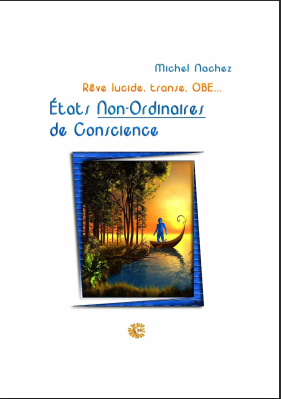 Michel Nachez
Rêve lucide, transe, OBE...
États Non-Ordinaires
de Conscience